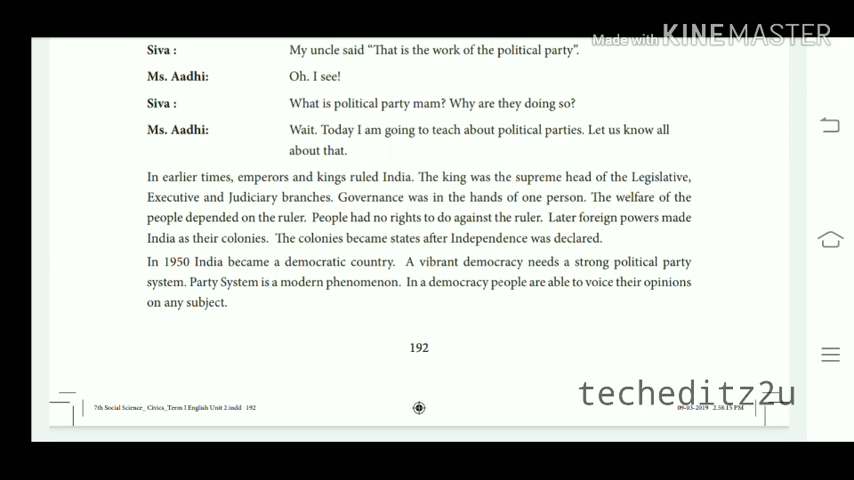 Made with KINEMASTER
Siva : My uncle said “That is the work of the political party”.
Ms. Aadhi: Oh. I see!
Siva : What is political party mam? Why are they doing so?
Ms. Aadhi: Wait. Today I am going to teach about political parties. Let us know all
about that.
In earlier times, emperors and kings ruled India. The king was the supreme head of the Legislative,
Executive and Judiciary branches. Governance was in the hands of one person. The welfare of the
people depended on the ruler. People had no rights to do against the ruler. Later foreign powers made
India as their colonies. The colonies became states after Independence was declared.
In 1950 India became a democratic country. A vibrant democracy needs a strong political party
system. Party System is a modern phenomenon. In a democracy people are able to voice their opinions
on any subject.
192
techeditz2u
7th Social Science_ Civics_Term I English Unit 2.indd 192
09-03-2019 2:58:15 PM